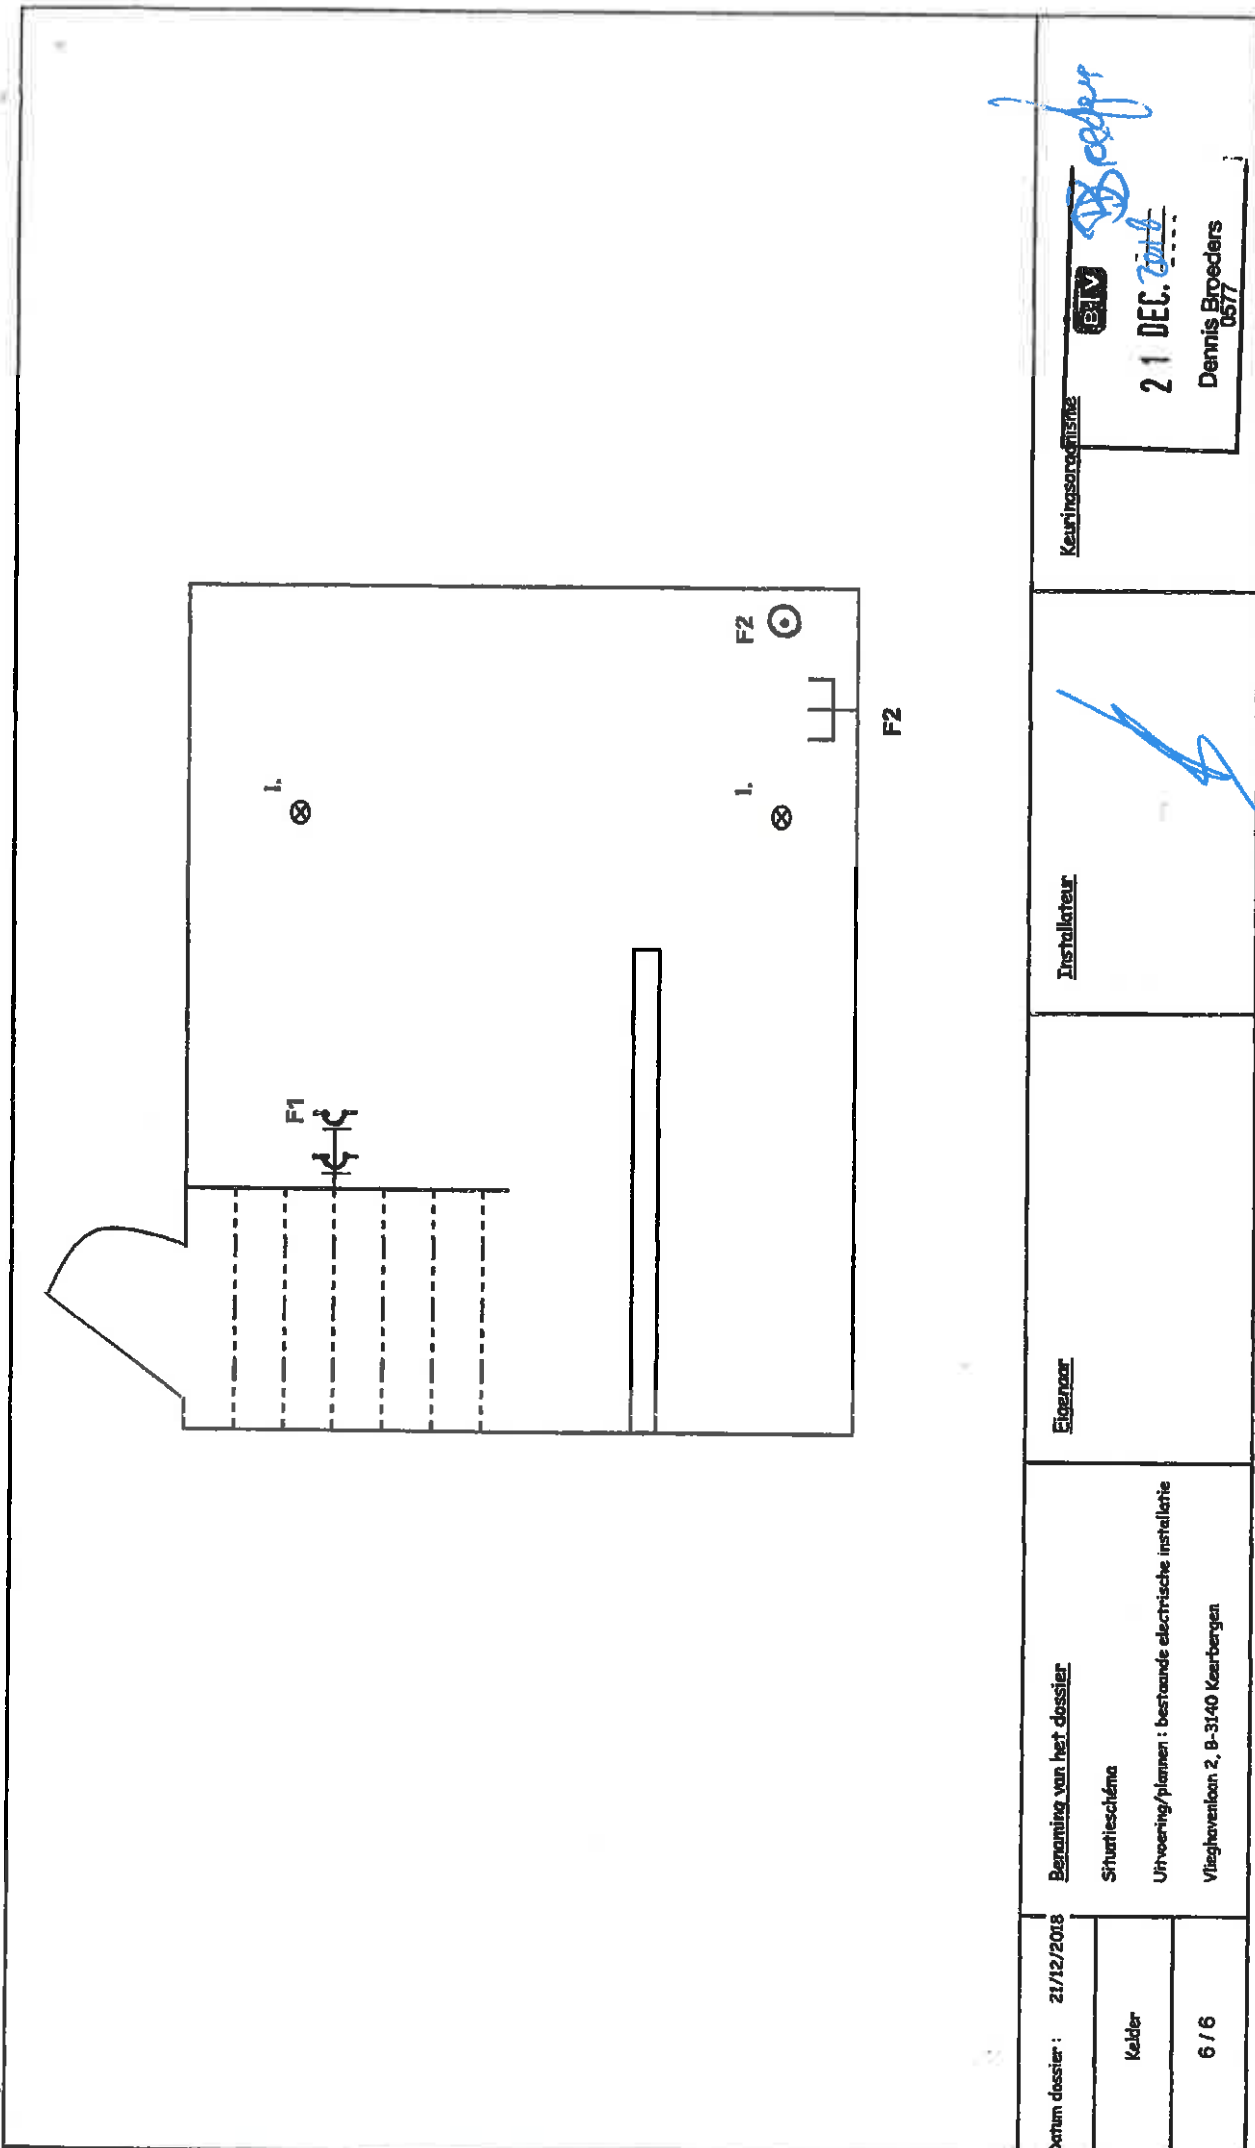 F1
1.
1.
F2
F2
Datum dossier : 21/12/2018
Kelder
6 / 6
Benaming van het dossier
Situatieschéma
Uitvoering/plannen : bestaande electrische installatie
Vlieghavenlaan 2, B-3140 Keerbergen
Eigenaar
Installateur
Keuringsorganisme
21 DEC. 2018
Dennis Broeders
0577